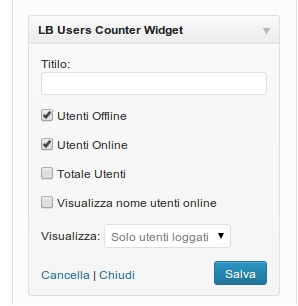 LB Users Counter Widget
Titilo:
Utenti Offline
Utenti Online
Totale Utenti
Visualizza nome utenti online
Visualizza: Solo utenti loggati
Cancella | Chiudi Salva